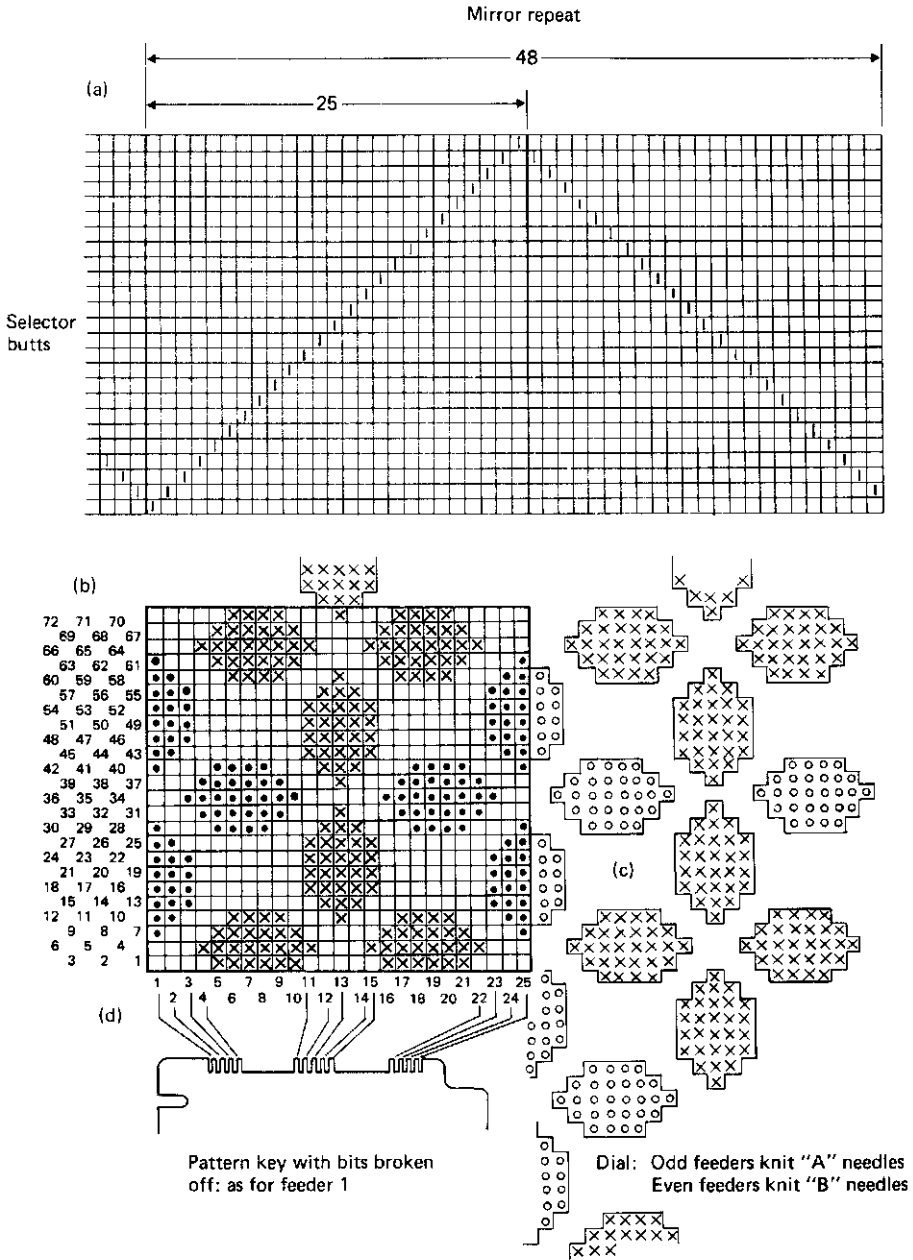 Mirror repeat
48
(a)
25
Selector
butts
(b)
72 71 70
69 68 67
66 65 64
63 62 61
60 59 58
57 56 55
54 53 52
51 50 49
48 47 46
45 44 43
42 41 40
39 38 37
36 35 34
33 32 31
30 29 28
27 26 25
24 23 22
21 20 19
18 17 16
15 14 13
12 11 10
9 8 7
6 5 4
3 2 1
(c)
1 3 5 7 9 11 13 15 17 19 21 23 25
2 4 6 8 10 12 14 16 18 20 22 24
(d)
Pattern key with bits broken
off: as for feeder 1
Dial: Odd feeders knit "A" needles
Even feeders knit "B" needles